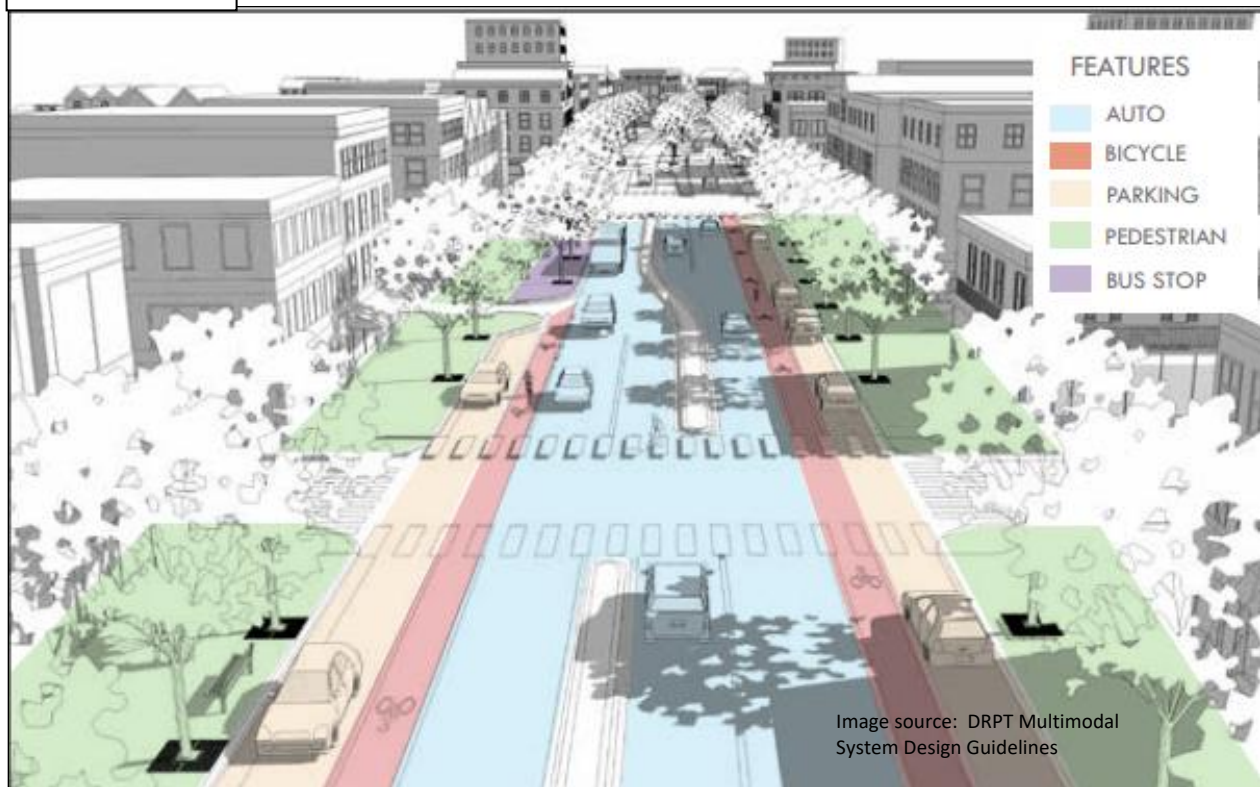 FEATURES
AUTO
BICYCLE
PARKING
PEDESTRIAN
BUS STOP
Image source: DRPT Multimodal
System Design Guidelines